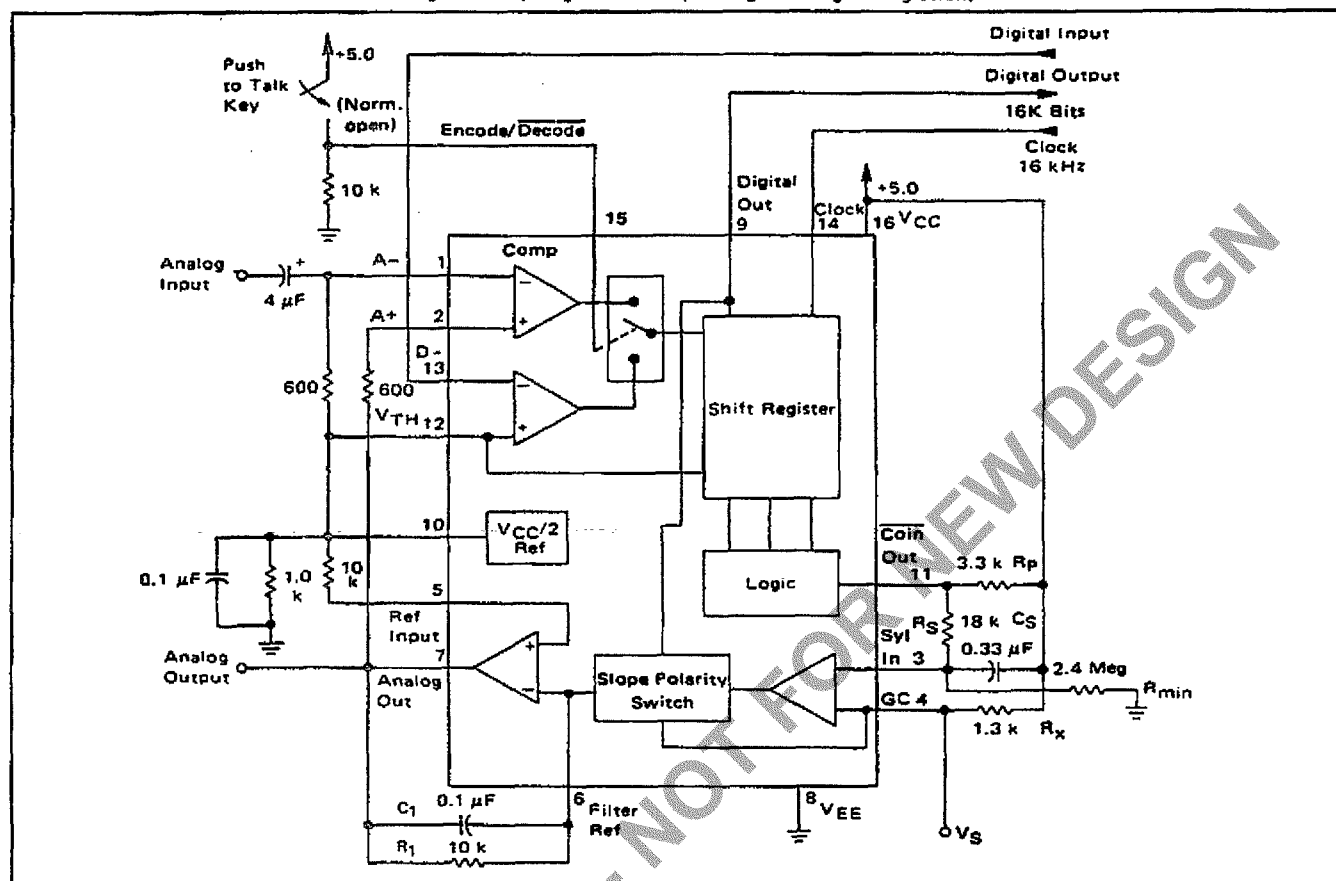 Digital Input
Digital Output
16K Bits
Clock
16 kHz
+5.0
Push
to Talk
Key
(Norm.
open)
Encode/Decode
10 k
Digital
Out
9
Clock
14
+5.0
16 VCC
15
Analog
Input
+
4 µF
A−
1
Comp
−
+
A+
2
D−
13
−
+
600
600
VTH 12
Shift Register
10
VCC/2
Ref
0.1 µF
1.0
k
10
k
5
Ref
Input
7
Analog
Output
Analog
Out
+
−
Logic
Coin
Out
11
3.3 k Rp
RS
18 k
CS
0.33 µF
Syl
In 3
2.4 Meg
Rmin
GC 4
1.3 k
Rx
Slope Polarity
Switch
C1
0.1 µF
R1
10 k
6
Filter
Ref
8
VEE
VS
NOT FOR NEW DESIGN